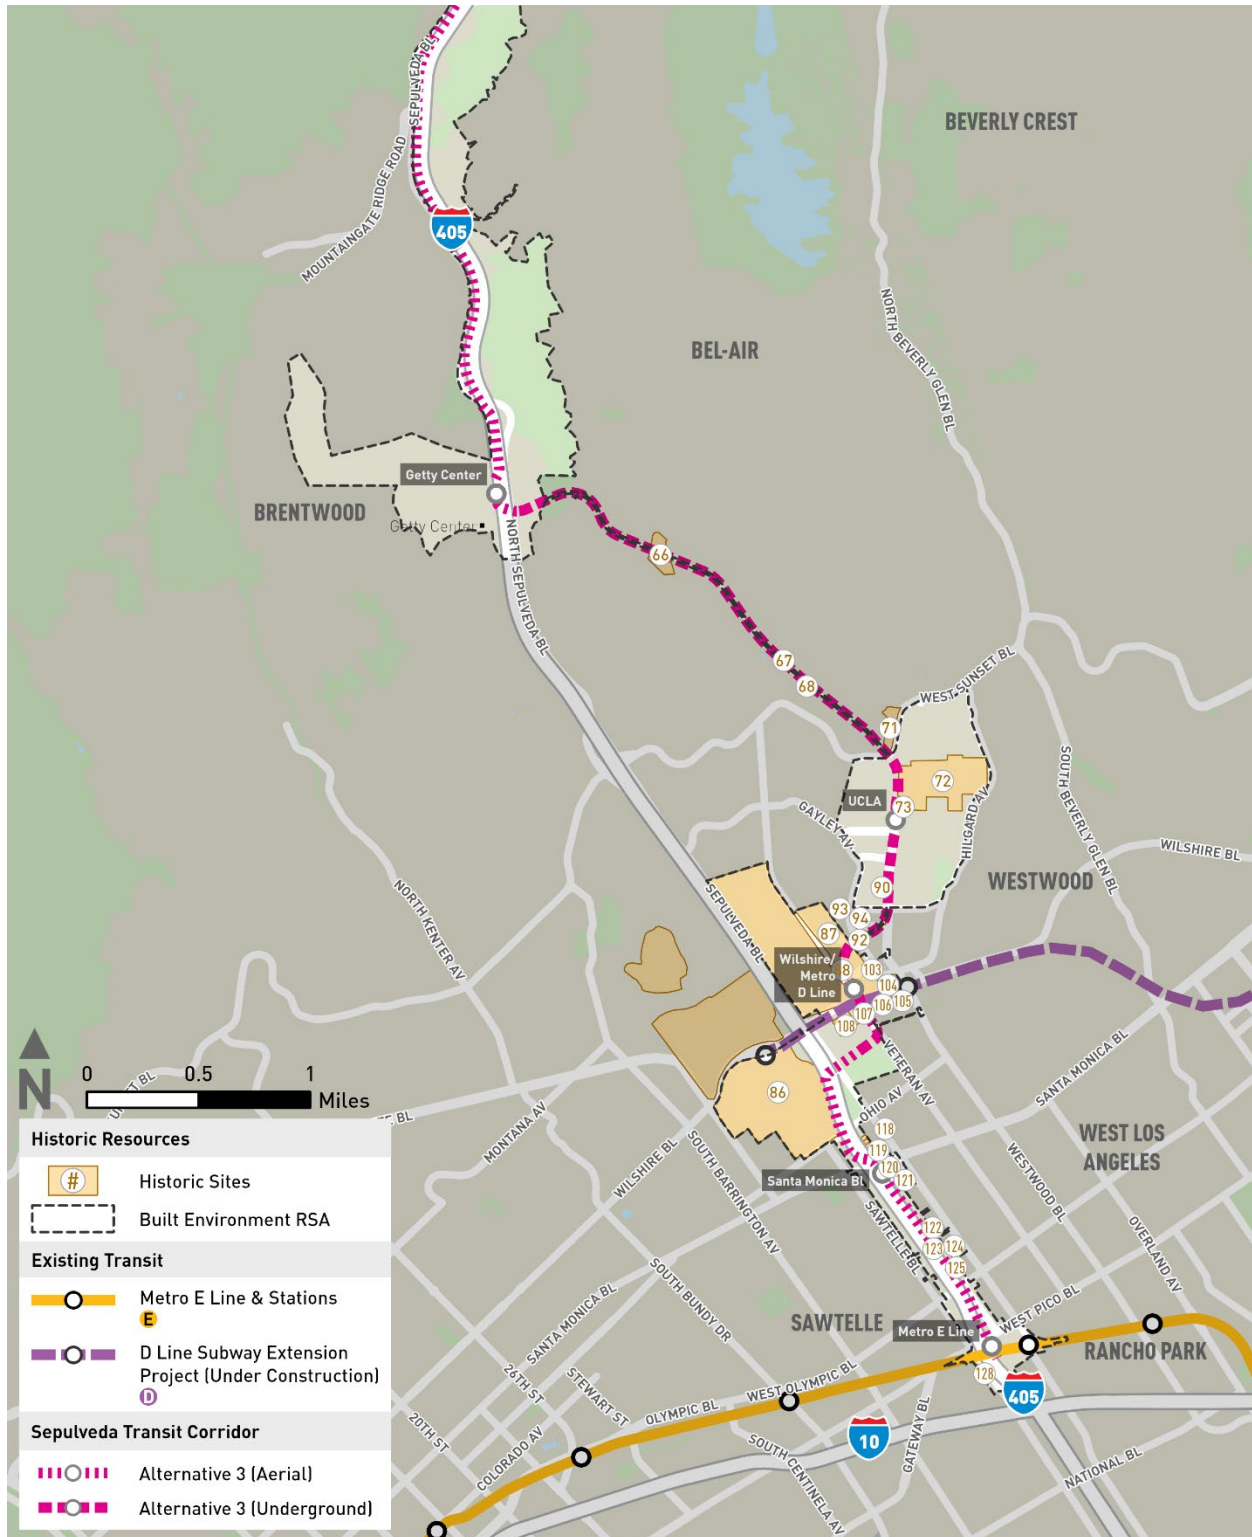 SEPULVEDA BL
BEVERLY CREST
MOUNTAINGATE RIDGE ROAD
405
NORTH BEVERLY GLEN BL
BEL-AIR
Getty Center
BRENTWOOD
Getty Center
NORTH SEPULVEDA BL
66
67
68
WEST SUNSET BL
71
72
UCLA
73
GAYLEY AV
HILGARD AV
SOUTH BEVERLY GLEN BL
WILSHIRE BL
WESTWOOD
90
SEPULVEDA BL
NORTH KENTER AV
93
94
87
92
Wilshire/
Metro
D Line
103
104
105
106
107
108
VETERAN AV
SANTA MONICA BL
86
OHIO AV
118
119
120
121
Santa Monica Bl
WEST LOS
ANGELES
WESTWOOD BL
OVERLAND AV
MONTANA AV
WILSHIRE BL
SOUTH BARRINGTON AV
SAWTELLE BL
122
123
124
125
SOUTH BUNDY DR
SANTA MONICA BL
SAWTELLE
WEST PICO BL
Metro E Line
RANCHO PARK
128
405
WEST OLYMPIC BL
OLYMPIC BL
26TH ST
STEWART ST
20TH ST
COLORADO AV
10
SOUTH CENTINELA AV
GATEWAY BL
NATIONAL BL
N
0 0.5 1
Miles
Historic Resources
# Historic Sites
Built Environment RSA
Existing Transit
Metro E Line & Stations
E
D Line Subway Extension
Project (Under Construction)
D
Sepulveda Transit Corridor
Alternative 3 (Aerial)
Alternative 3 (Underground)